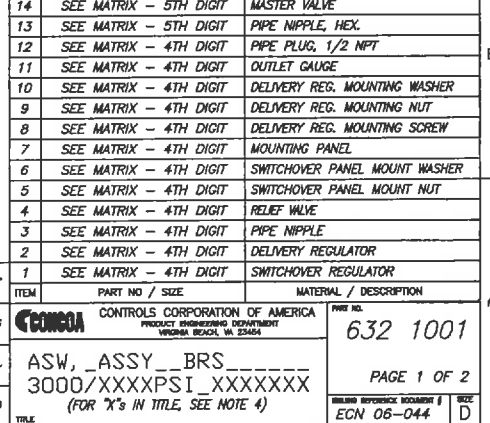 14 SEE MATRIX – 5TH DIGIT MASTER VALVE
13 SEE MATRIX – 5TH DIGIT PIPE NIPPLE, HEX.
12 SEE MATRIX – 4TH DIGIT PIPE PLUG, 1/2 NPT
11 SEE MATRIX – 4TH DIGIT OUTLET GAUGE
10 SEE MATRIX – 4TH DIGIT DELIVERY REG. MOUNTING WASHER
9 SEE MATRIX – 4TH DIGIT DELIVERY REG. MOUNTING NUT
8 SEE MATRIX – 4TH DIGIT DELIVERY REG. MOUNTING SCREW
7 SEE MATRIX – 4TH DIGIT MOUNTING PANEL
6 SEE MATRIX – 4TH DIGIT SWITCHOVER PANEL MOUNT WASHER
5 SEE MATRIX – 4TH DIGIT SWITCHOVER PANEL MOUNT NUT
4 SEE MATRIX – 4TH DIGIT RELIEF VALVE
3 SEE MATRIX – 4TH DIGIT PIPE NIPPLE
2 SEE MATRIX – 4TH DIGIT DELIVERY REGULATOR
1 SEE MATRIX – 4TH DIGIT SWITCHOVER REGULATOR
ITEM PART NO / SIZE MATERIAL / DESCRIPTION
CONCOA CONTROLS CORPORATION OF AMERICA
PRODUCT ENGINEERING DEPARTMENT
VIRGINIA BEACH, VA 23454
PART NO.
632 1001
ASW,_ASSY__BRS______
3000/XXXXPSI_XXXXXXX
(FOR "X"s IN TITLE, SEE NOTE 4)
TITLE
PAGE 1 OF 2
ECN 06–044
SIZE
D